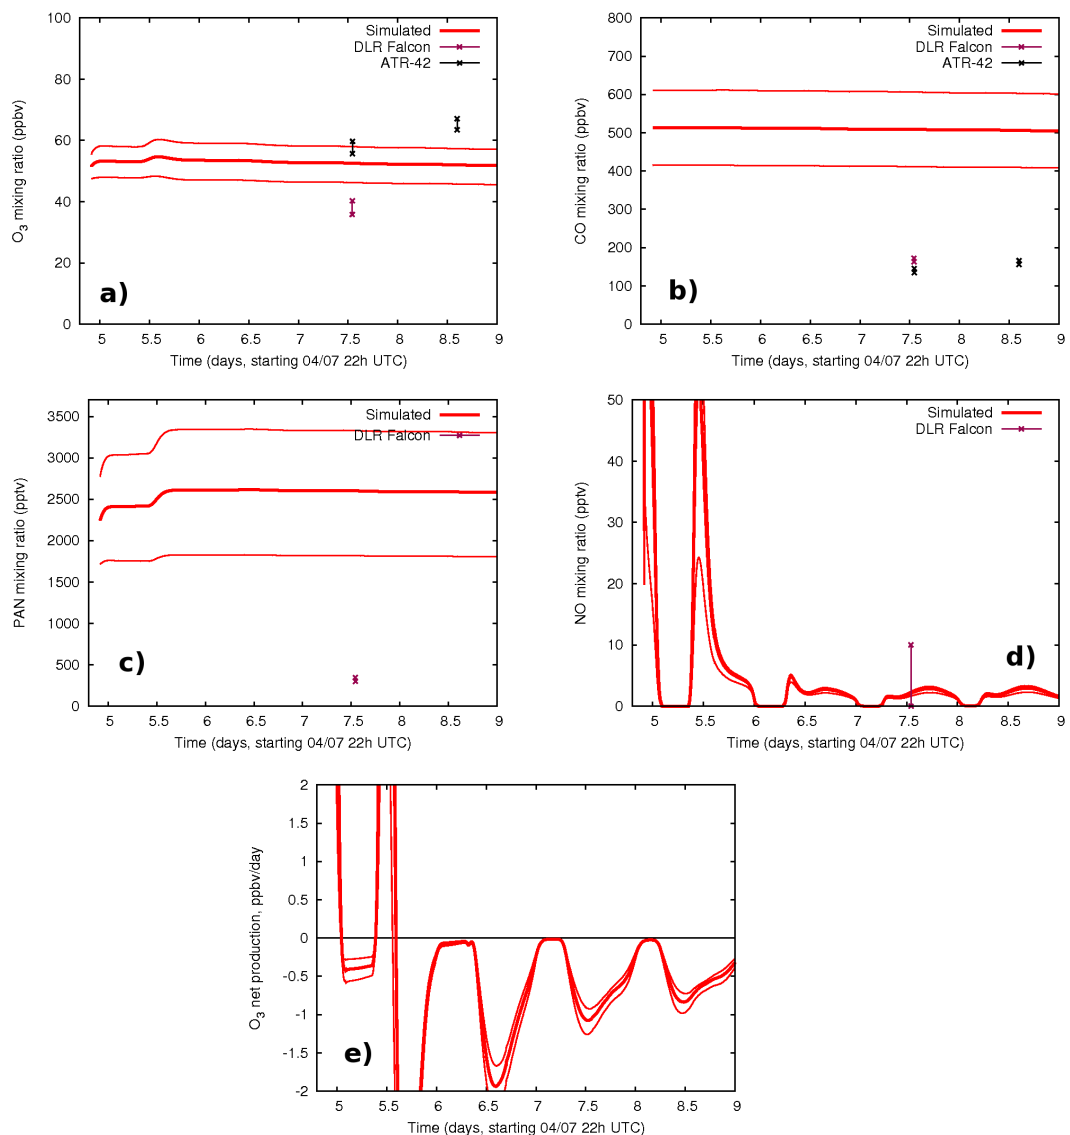 100
80
60
40
20
0
O3 mixing ratio (ppbv)
Simulated
DLR Falcon
ATR-42
a)
5 5.5 6 6.5 7 7.5 8 8.5 9
Time (days, starting 04/07 22h UTC)
800
700
600
500
400
300
200
100
0
CO mixing ratio (ppbv)
Simulated
DLR Falcon
ATR-42
b)
5 5.5 6 6.5 7 7.5 8 8.5 9
Time (days, starting 04/07 22h UTC)
3500
3000
2500
2000
1500
1000
500
0
PAN mixing ratio (pptv)
Simulated
DLR Falcon
c)
5 5.5 6 6.5 7 7.5 8 8.5 9
Time (days, starting 04/07 22h UTC)
50
40
30
20
10
0
NO mixing ratio (pptv)
Simulated
DLR Falcon
d)
5 5.5 6 6.5 7 7.5 8 8.5 9
Time (days, starting 04/07 22h UTC)
2
1.5
1
0.5
0
-0.5
-1
-1.5
-2
O3 net production, ppbv/day
e)
5 5.5 6 6.5 7 7.5 8 8.5 9
Time (days, starting 04/07 22h UTC)